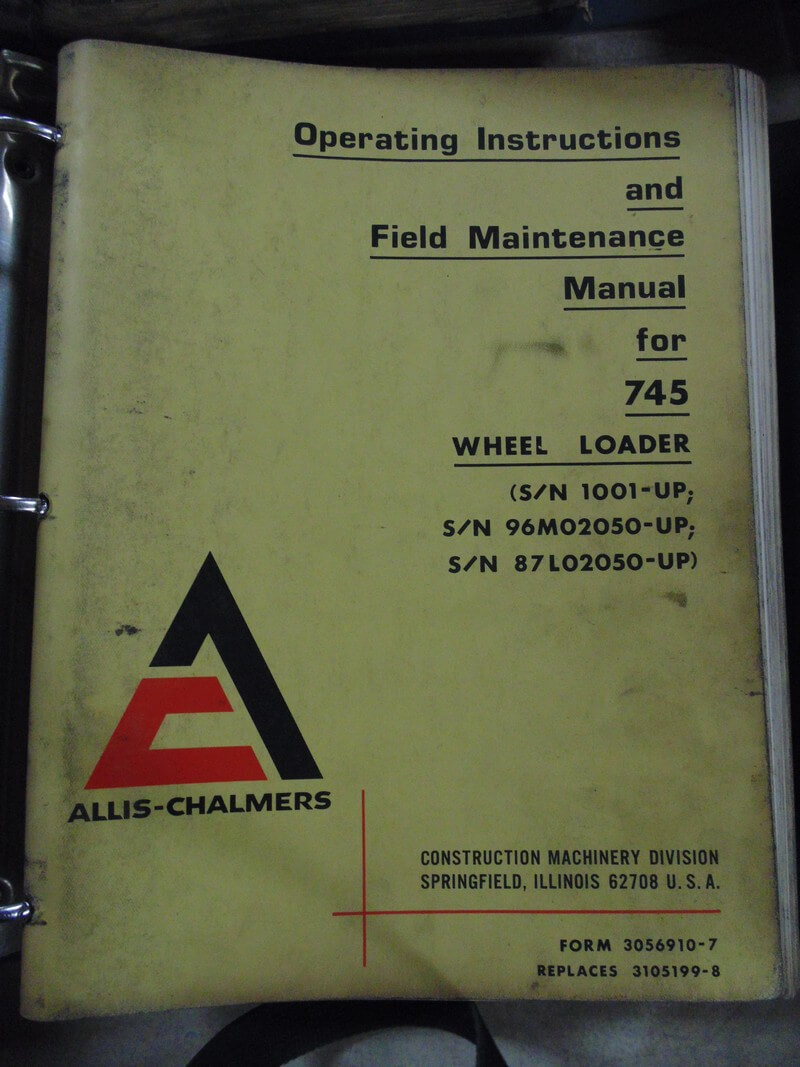 Operating Instructions
and
Field Maintenance
Manual
for
745
WHEEL LOADER
(S/N 1001-UP;
S/N 96M02050-UP;
S/N 87L02050-UP)
ALLIS-CHALMERS
CONSTRUCTION MACHINERY DIVISION
SPRINGFIELD, ILLINOIS 62708 U.S.A.
FORM 3056910-7
REPLACES 3105199-8